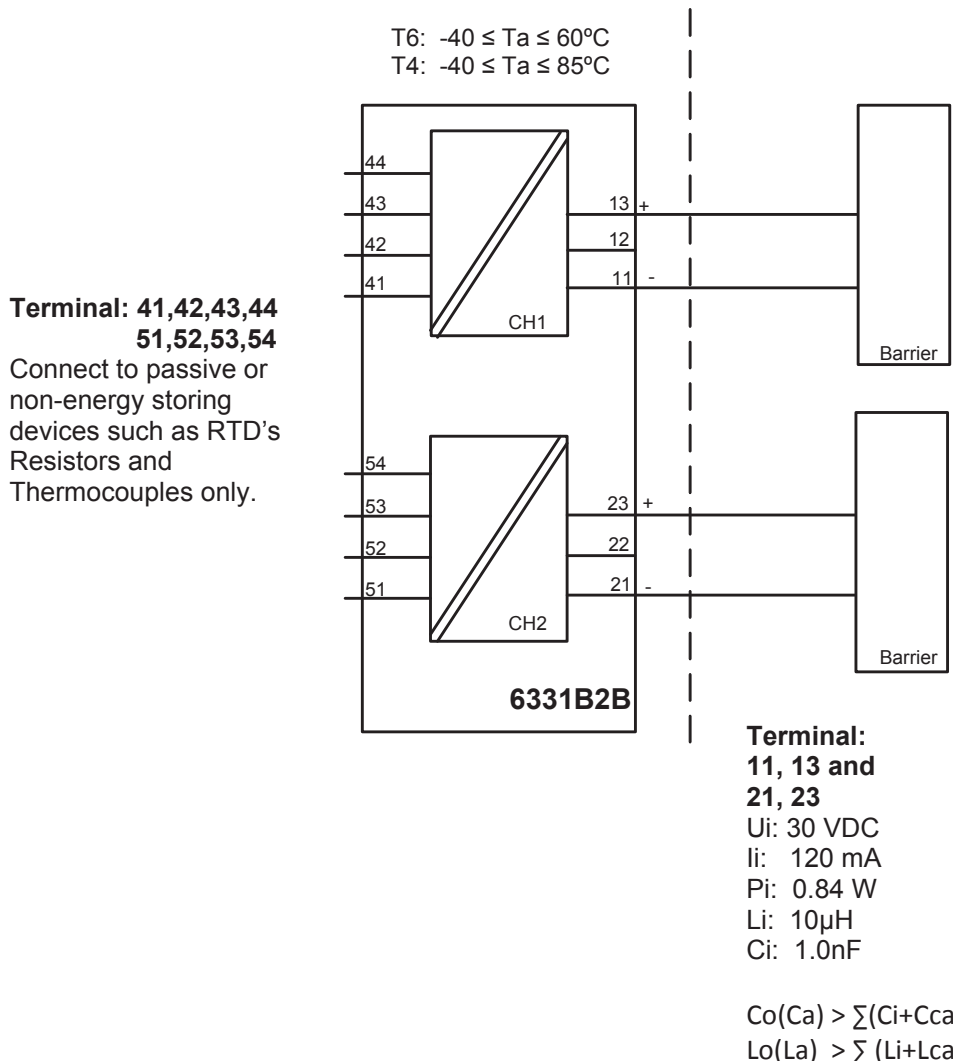 T6: -40 ≤ Ta ≤ 60ºC
T4: -40 ≤ Ta ≤ 85ºC
44
43
42
41
13 +
12
11 -
CH1
Barrier
Terminal: 41,42,43,44
51,52,53,54
Connect to passive or
non-energy storing
devices such as RTD's
Resistors and
Thermocouples only.
54
53
52
51
23 +
22
21 -
CH2
Barrier
6331B2B
Terminal:
11, 13 and
21, 23
Ui: 30 VDC
Ii: 120 mA
Pi: 0.84 W
Li: 10µH
Ci: 1.0nF
Co(Ca) > ∑(Ci+Cca
Lo(La) > ∑ (Li+Lca